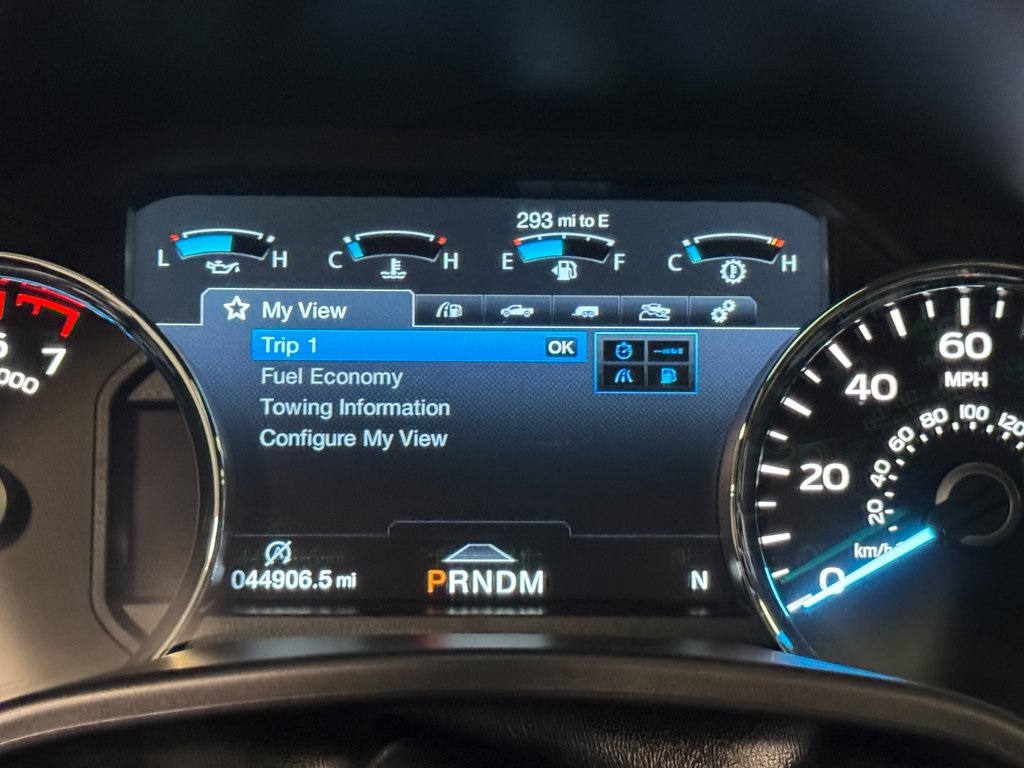 293 mi to E
L H C H E F C H
My View
Trip 1 OK
Fuel Economy
Towing Information
Configure My View
044906.5 mi
PRNDM
N
7
000
60
MPH
40
20
0
120
100
80
60
40
20
km/h